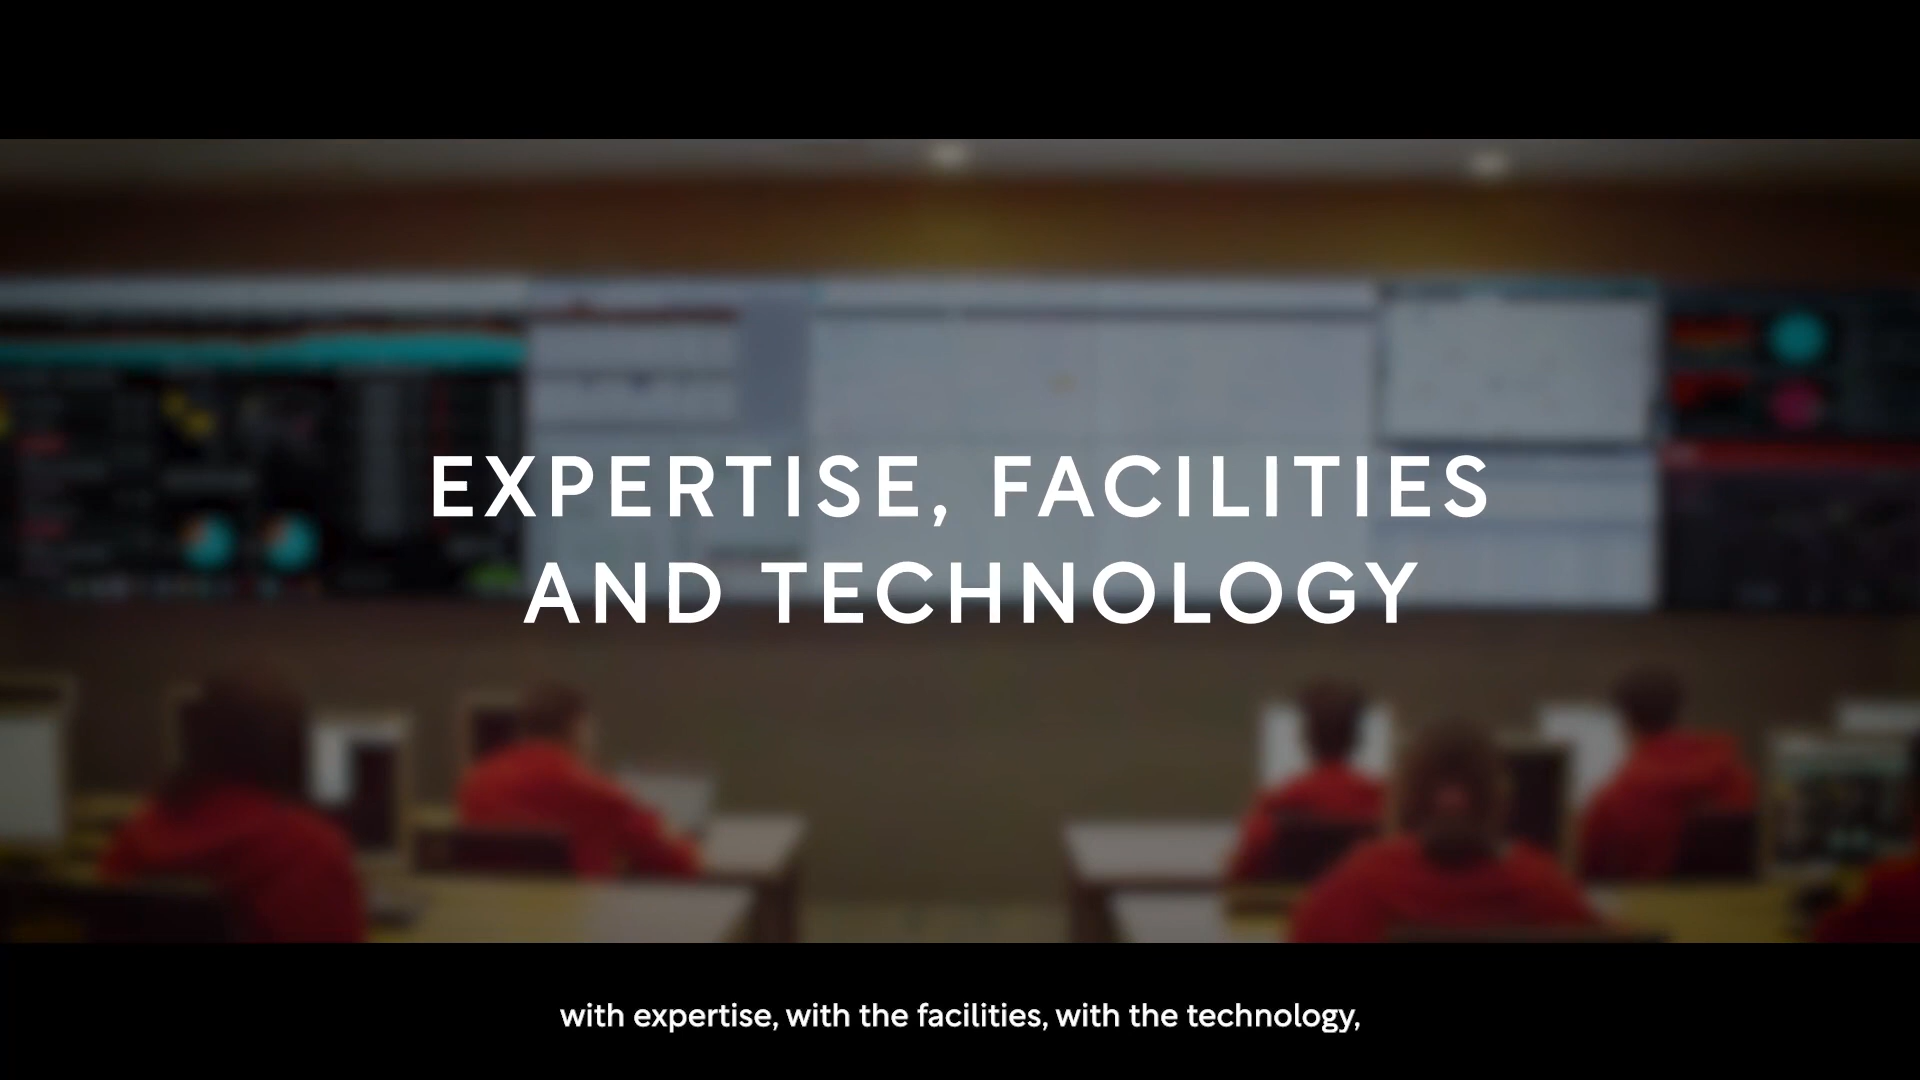 EXPERTISE, FACILITIES
AND TECHNOLOGY
with expertise, with the facilities, with the technology,